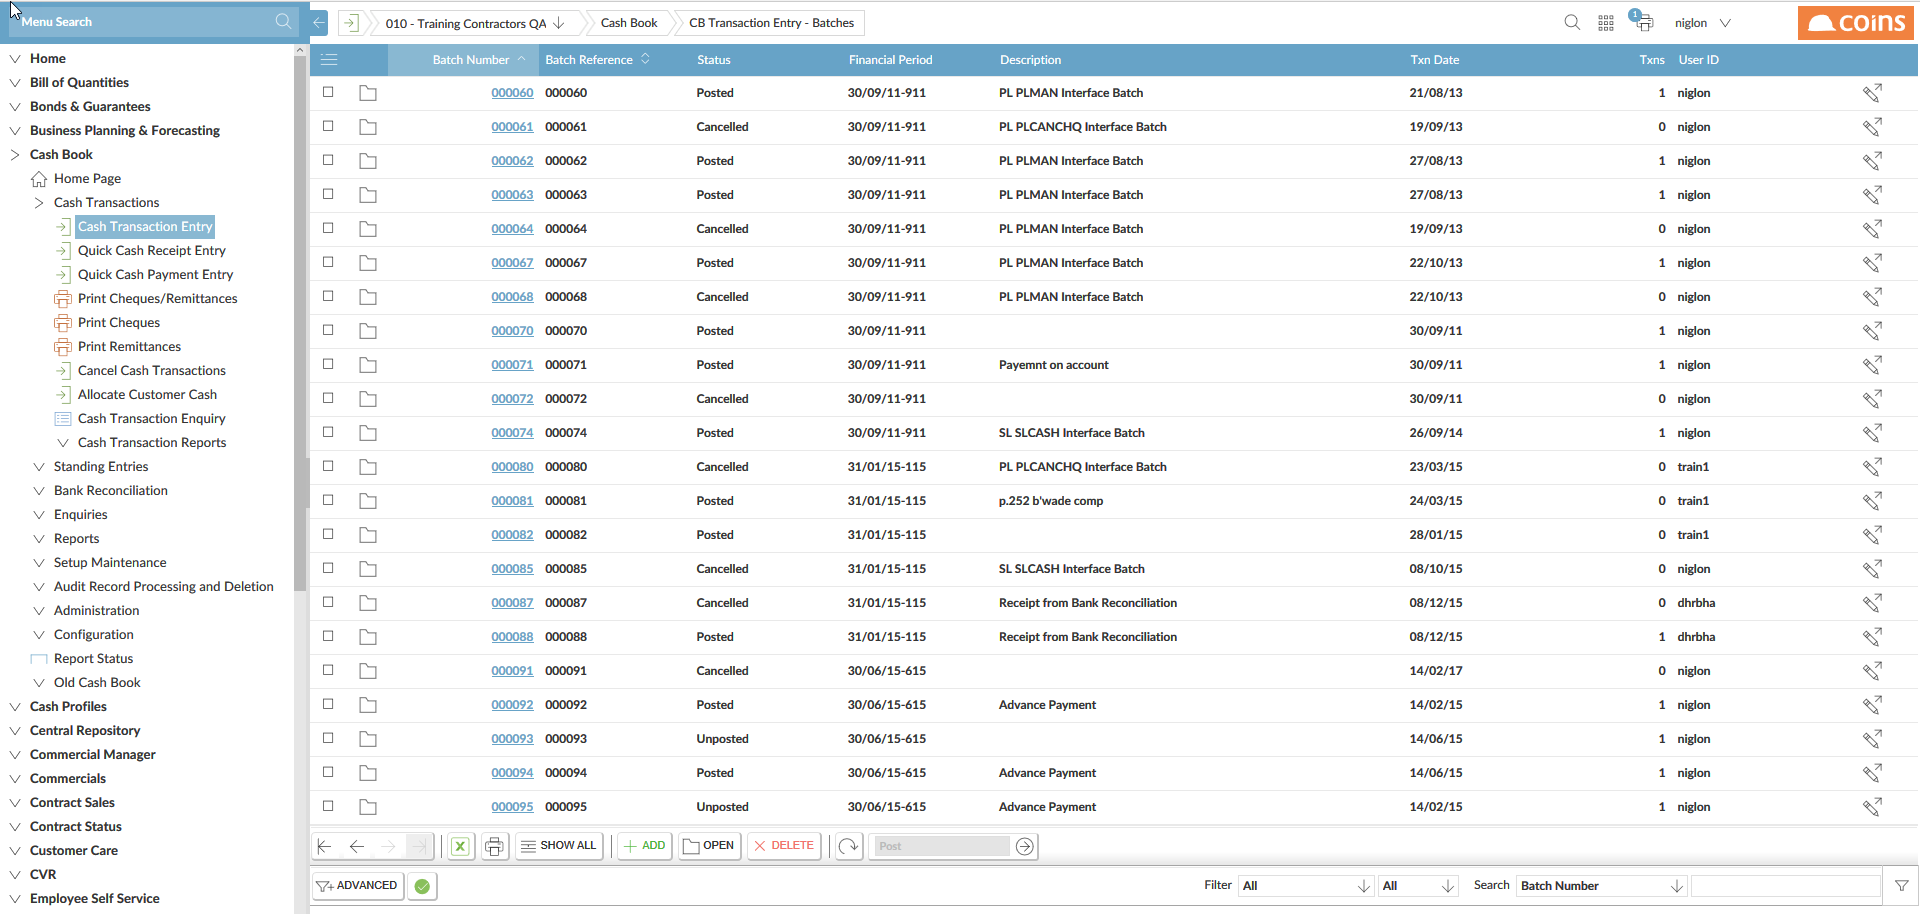 Menu Search
010 - Training Contractors QA
Cash Book
CB Transaction Entry - Batches
1
niglon
coins
Home
Bill of Quantities
Bonds & Guarantees
Business Planning & Forecasting
Cash Book
Home Page
Cash Transactions
Cash Transaction Entry
Quick Cash Receipt Entry
Quick Cash Payment Entry
Print Cheques/Remittances
Print Cheques
Print Remittances
Cancel Cash Transactions
Allocate Customer Cash
Cash Transaction Enquiry
Cash Transaction Reports
Standing Entries
Bank Reconciliation
Enquiries
Reports
Setup Maintenance
Audit Record Processing and Deletion
Administration
Configuration
Report Status
Old Cash Book
Cash Profiles
Central Repository
Commercial Manager
Commercials
Contract Sales
Contract Status
Customer Care
CVR
Employee Self Service
Batch Number Batch Reference Status Financial Period Description Txn Date Txns User ID
000060 000060 Posted 30/09/11-911 PL PLMAN Interface Batch 21/08/13 1 niglon
000061 000061 Cancelled 30/09/11-911 PL PLCANCHQ Interface Batch 19/09/13 0 niglon
000062 000062 Posted 30/09/11-911 PL PLMAN Interface Batch 27/08/13 1 niglon
000063 000063 Posted 30/09/11-911 PL PLMAN Interface Batch 27/08/13 1 niglon
000064 000064 Cancelled 30/09/11-911 PL PLMAN Interface Batch 19/09/13 0 niglon
000067 000067 Posted 30/09/11-911 PL PLMAN Interface Batch 22/10/13 1 niglon
000068 000068 Cancelled 30/09/11-911 PL PLMAN Interface Batch 22/10/13 0 niglon
000070 000070 Posted 30/09/11-911 30/09/11 1 niglon
000071 000071 Posted 30/09/11-911 Payemnt on account 30/09/11 1 niglon
000072 000072 Cancelled 30/09/11-911 30/09/11 0 niglon
000074 000074 Posted 30/09/11-911 SL SLCASH Interface Batch 26/09/14 1 niglon
000080 000080 Cancelled 31/01/15-115 PL PLCANCHQ Interface Batch 23/03/15 0 train1
000081 000081 Posted 31/01/15-115 p.252 b'wade comp 24/03/15 0 train1
000082 000082 Posted 31/01/15-115 28/01/15 0 train1
000085 000085 Cancelled 31/01/15-115 SL SLCASH Interface Batch 08/10/15 0 niglon
000087 000087 Cancelled 31/01/15-115 Receipt from Bank Reconciliation 08/12/15 0 dhrbha
000088 000088 Posted 31/01/15-115 Receipt from Bank Reconciliation 08/12/15 1 dhrbha
000091 000091 Cancelled 30/06/15-615 14/02/17 0 niglon
000092 000092 Posted 30/06/15-615 Advance Payment 14/02/15 1 niglon
000093 000093 Unposted 30/06/15-615 14/06/15 1 niglon
000094 000094 Posted 30/06/15-615 Advance Payment 14/06/15 1 niglon
000095 000095 Unposted 30/06/15-615 Advance Payment 14/02/15 1 niglon
SHOW ALL ADD OPEN DELETE Post
ADVANCED Filter All All Search Batch Number